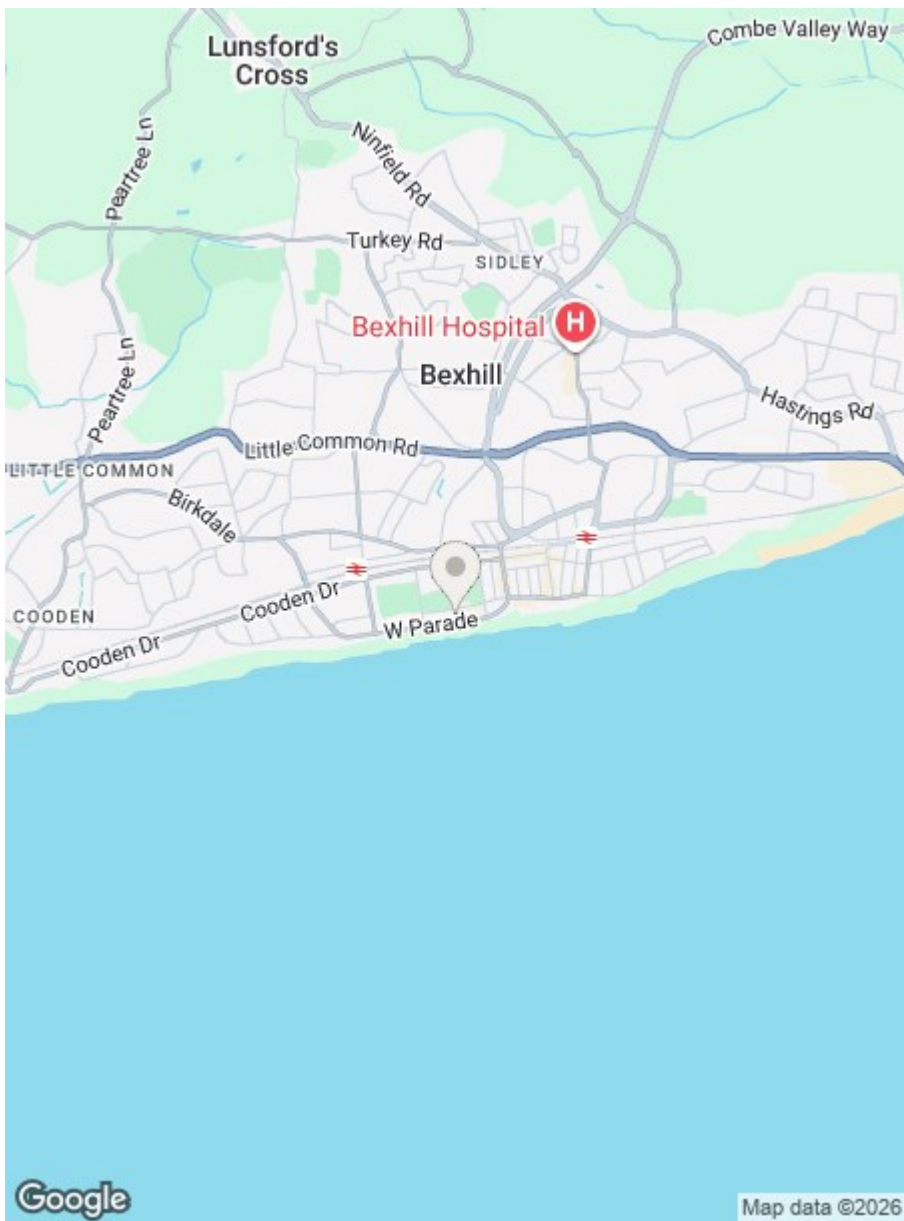 Combe Valley Way
Lunsford's
Cross
Peartree Ln
Ninfield Rd
Turkey Rd
SIDLEY
Bexhill Hospital
H
Bexhill
Peartree Ln
Hastings Rd
Little Common Rd
LITTLE COMMON
Birkdale
Cooden Dr
COODEN
W Parade
Cooden Dr
Google
Map data ©2026